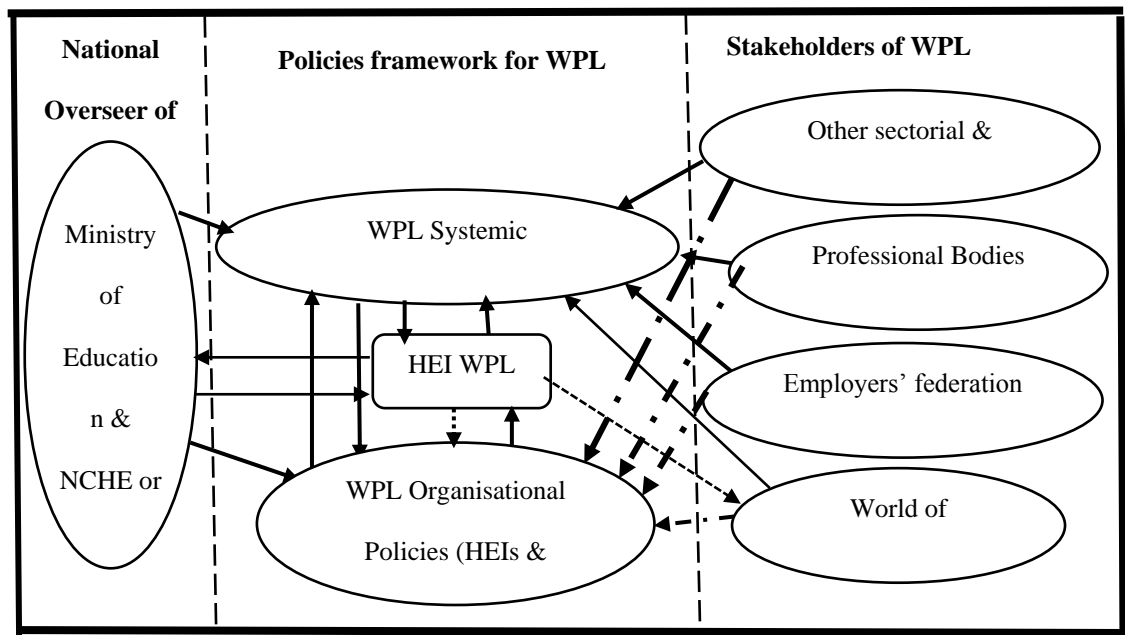 National
Overseer of
Policies framework for WPL
Stakeholders of WPL
Ministry
of
Educatio
n &
NCHE or
WPL Systemic
HEI WPL
WPL Organisational
Policies (HEIs &
Other sectorial &
Professional Bodies
Employers’ federation
World of